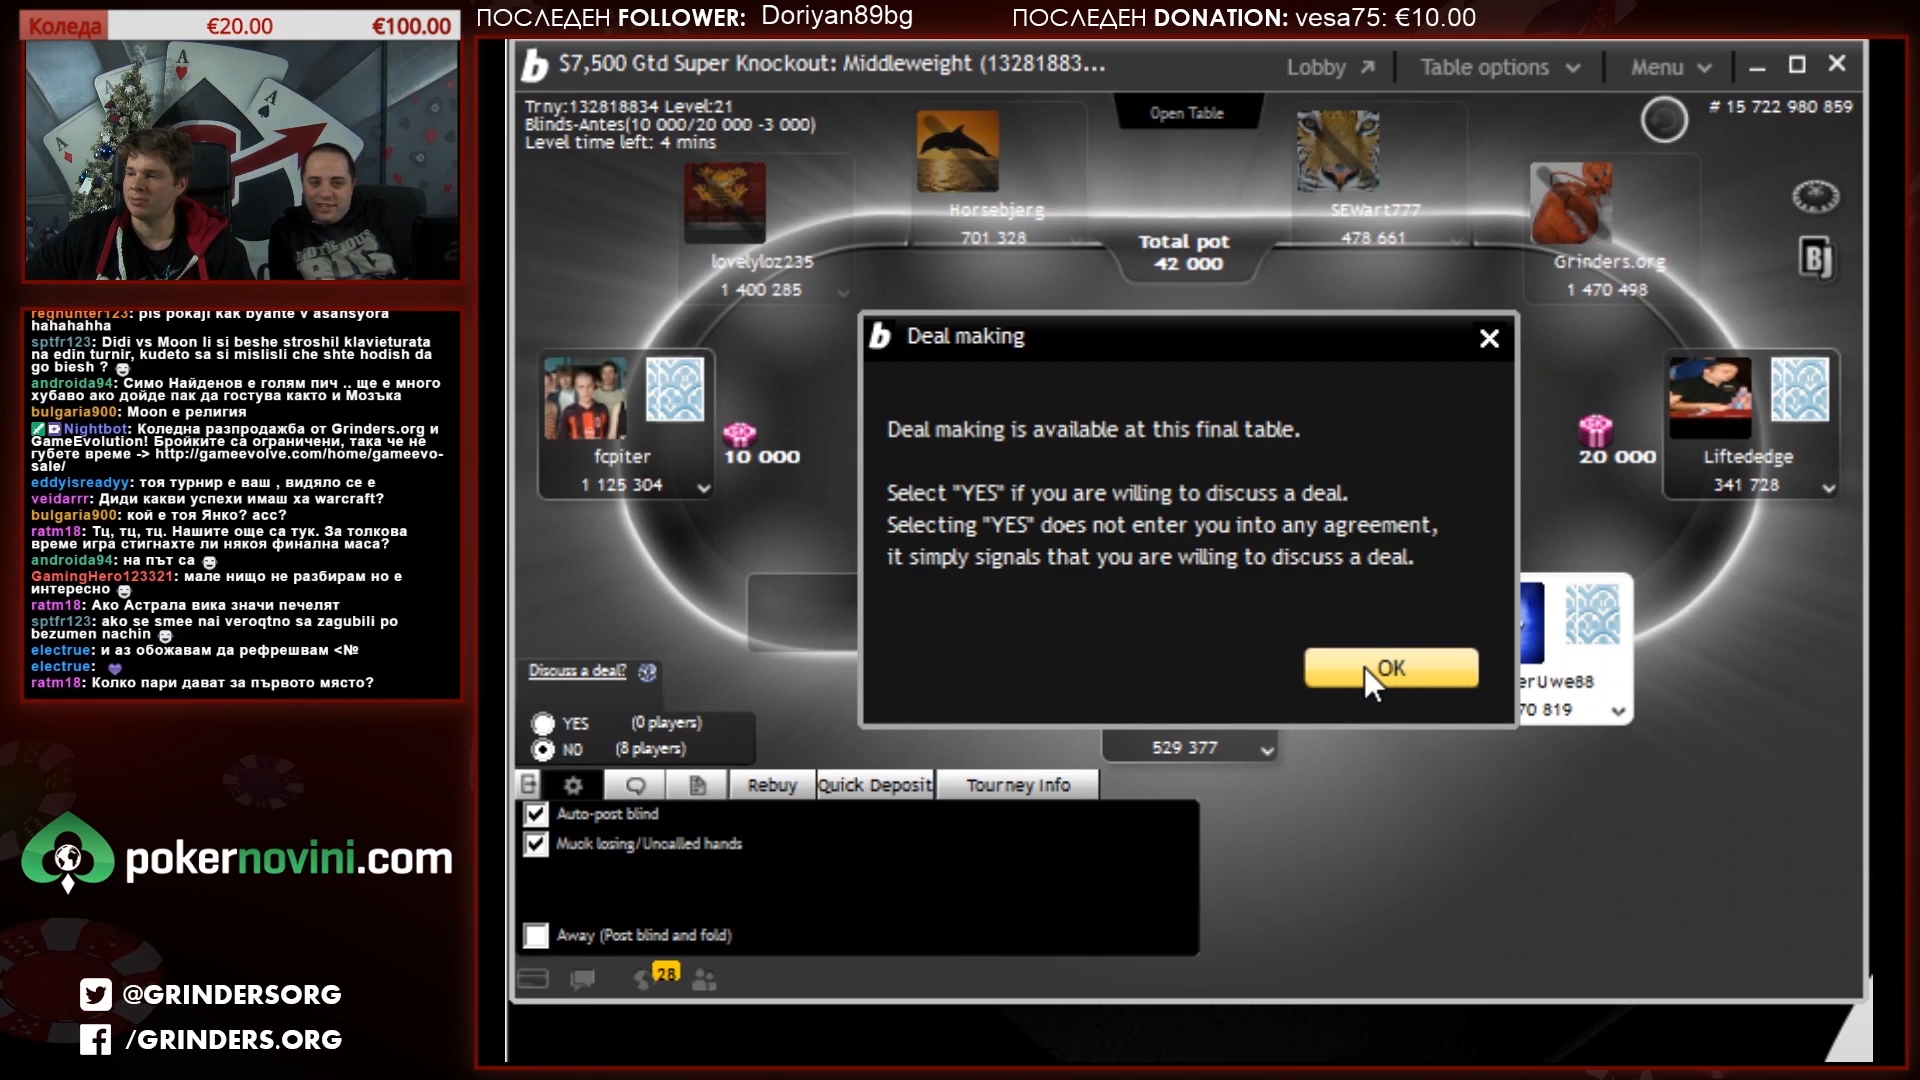 Коледа €20.00 €100.00
ПОСЛЕДЕН FOLLOWER: Doriyan89bg
ПОСЛЕДЕН DONATION: vesa75: €10.00
reghunter123: pis pokaji kak byahte v asansyora
hahahahha
sptfr123: Didi vs Moon li si beshe stroshil klavieturata
na edin turnir, kudeto sa si mislisli che shte hodish da
go biesh ?
androida94: Симо Найденов е голям пич .. ще е много
хубаво ако дойде пак да гостува както и Мозъка
bulgaria900: Moon е религия
Nightbot: Коледна разпродажба от Grinders.org и
GameEvolution! Бройките са ограничени, така че не
губете време -> http://gameevolve.com/home/gameevo-
sale/
eddyisreadyy: тоя турнир е ваш , видяло се е
veidarrr: Диди какви успехи имаш ха warcraft?
bulgaria900: кой е тоя Янко? асс?
ratm18: Тц, тц, тц. Нашите още са тук. За толкова
време игра стигнахте ли някоя финална маса?
androida94: на път са
GamingHero123321: мале нищо не разбирам но е
интересно
ratm18: Ако Астрала вика значи печелят
sptfr123: ako se smee nai veroqtno sa zagubili po
bezumen nachin
electrue: и аз обожавам да рефрешвам <№
electrue:
ratm18: Колко пари дават за първото място?
pokernovini.com
@GRINDERSORG
/GRINDERS.ORG
b $7,500 Gtd Super Knockout: Middleweight (13281883...
Lobby Table options Menu
Trny:132818834 Level:21
Blinds-Antes(10 000/20 000 -3 000)
Level time left: 4 mins
Open Table
# 15 722 980 859
BJ
lovelyloz235
1 400 285
Horsebjerg
701 328
SEWart777
478 661
Grinders.org
1 470 498
Total pot
42 000
fcpiter
1 125 304
10 000
20 000
Liftededge
341 728
b Deal making
Deal making is available at this final table.
Select "YES" if you are willing to discuss a deal.
Selecting "YES" does not enter you into any agreement,
it simply signals that you are willing to discuss a deal.
OK
erUwe88
70 819
529 377
Discuss a deal?
YES (0 players)
NO (8 players)
Rebuy Quick Deposit Tourney Info
Auto-post blind
Muck losing/Uncalled hands
Away (Post blind and fold)
28